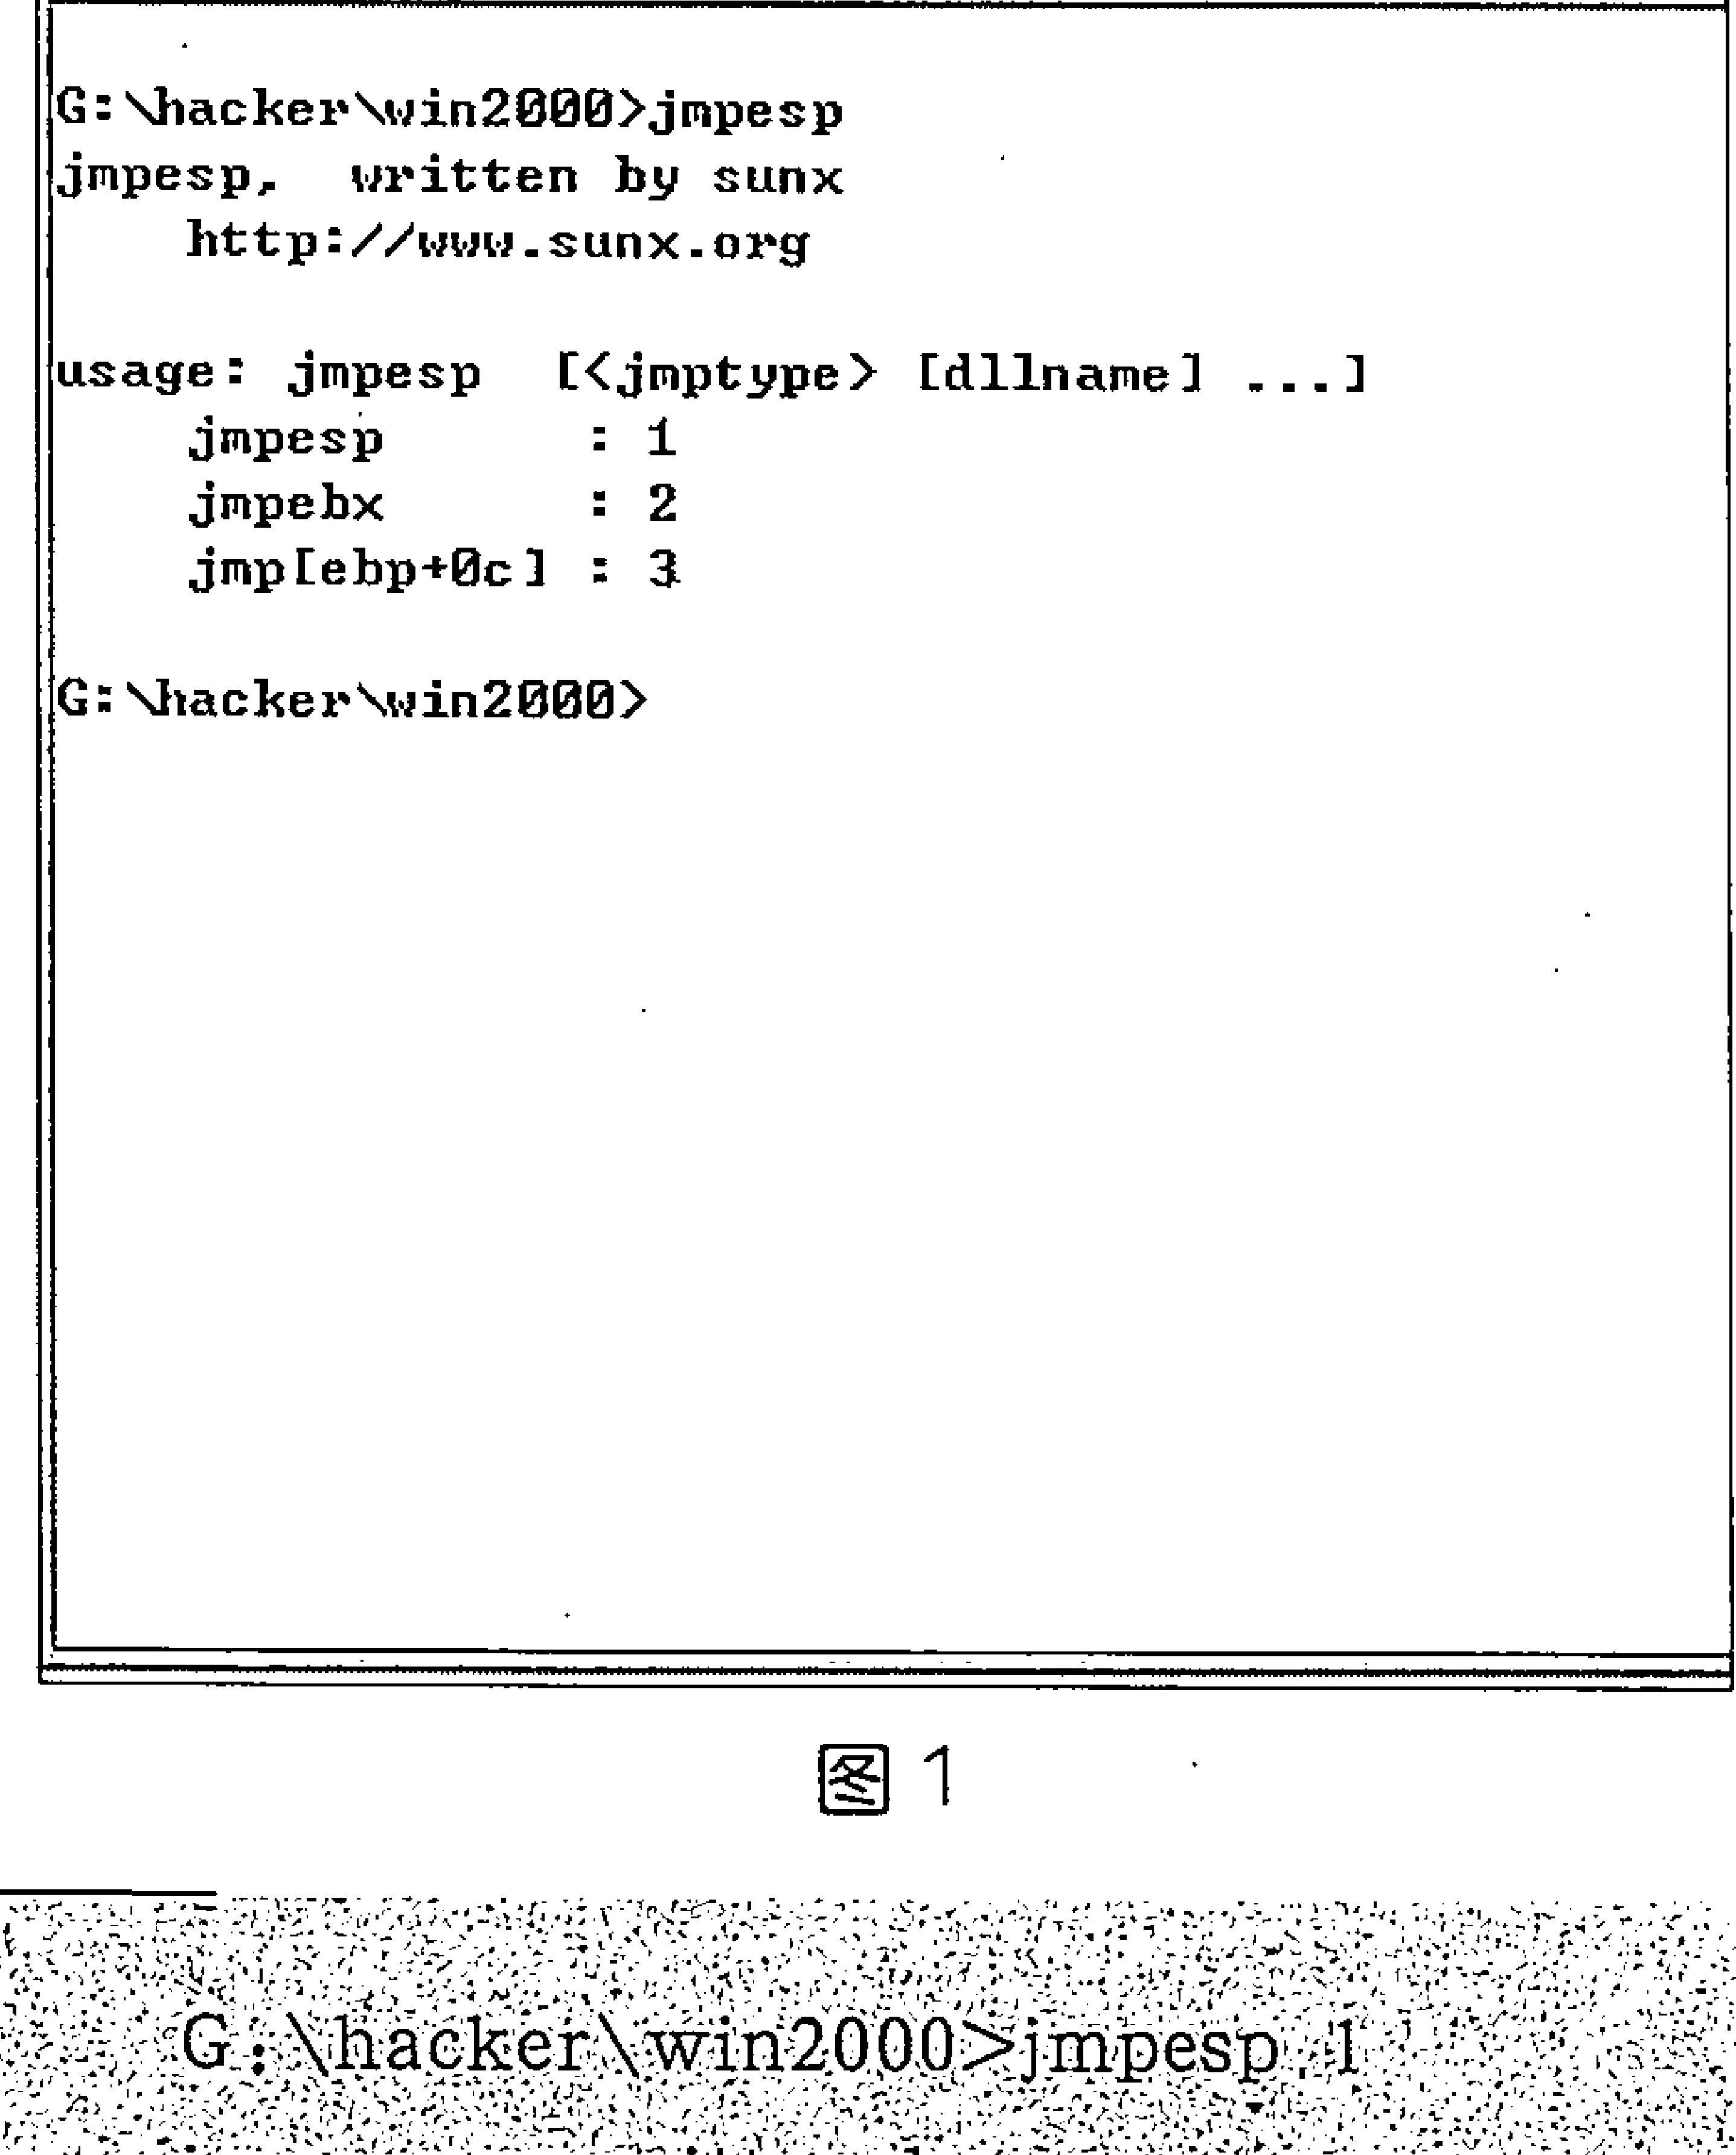 G:\hacker\win2000>jmpesp
jmpesp,  written by sunx
    http://www.sunx.org
usage: jmpesp  [<jmptype> [dllname] ...]
    jmpesp      : 1
    jmpebx      : 2
    jmp[ebp+0c] : 3
G:\hacker\win2000>
图 1
G:\hacker\win2000>jmpesp 1